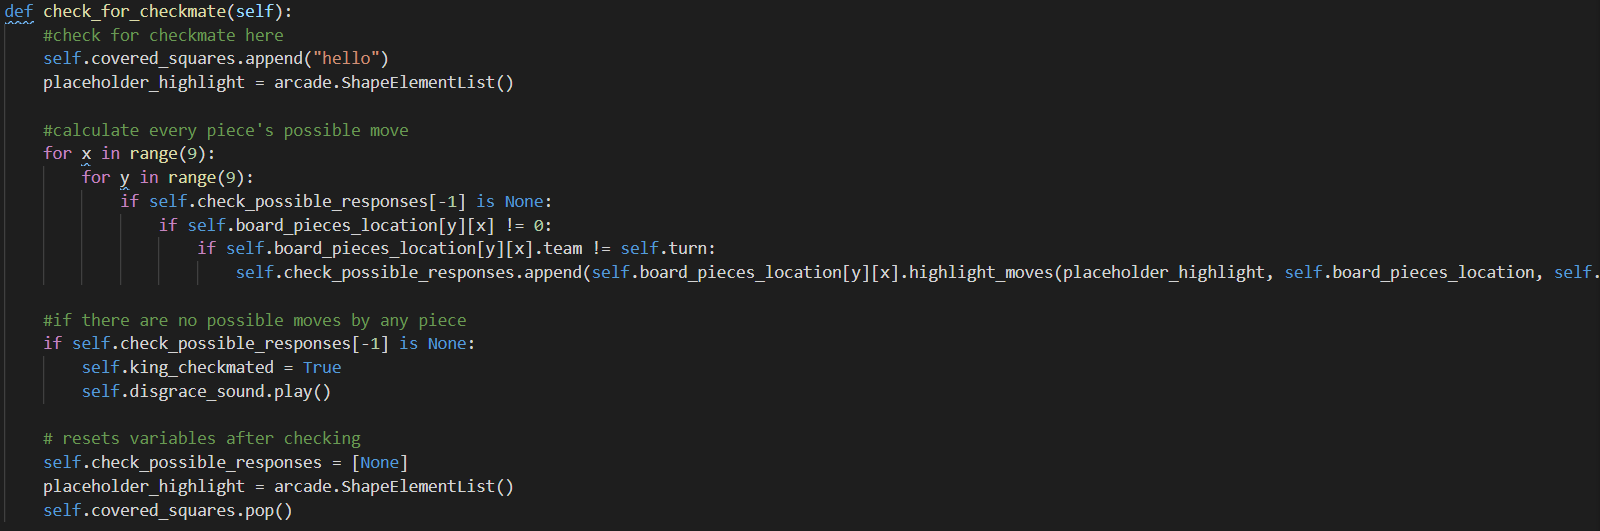 def check_for_checkmate(self):
#check for checkmate here
self.covered_squares.append("hello")
placeholder_highlight = arcade.ShapeElementList()
#calculate every piece's possible move
for x in range(9):
for y in range(9):
if self.check_possible_responses[-1] is None:
if self.board_pieces_location[y][x] != 0:
if self.board_pieces_location[y][x].team != self.turn:
self.check_possible_responses.append(self.board_pieces_location[y][x].highlight_moves(placeholder_highlight, self.board_pieces_location, self.
#if there are no possible moves by any piece
if self.check_possible_responses[-1] is None:
self.king_checkmated = True
self.disgrace_sound.play()
# resets variables after checking
self.check_possible_responses = [None]
placeholder_highlight = arcade.ShapeElementList()
self.covered_squares.pop()